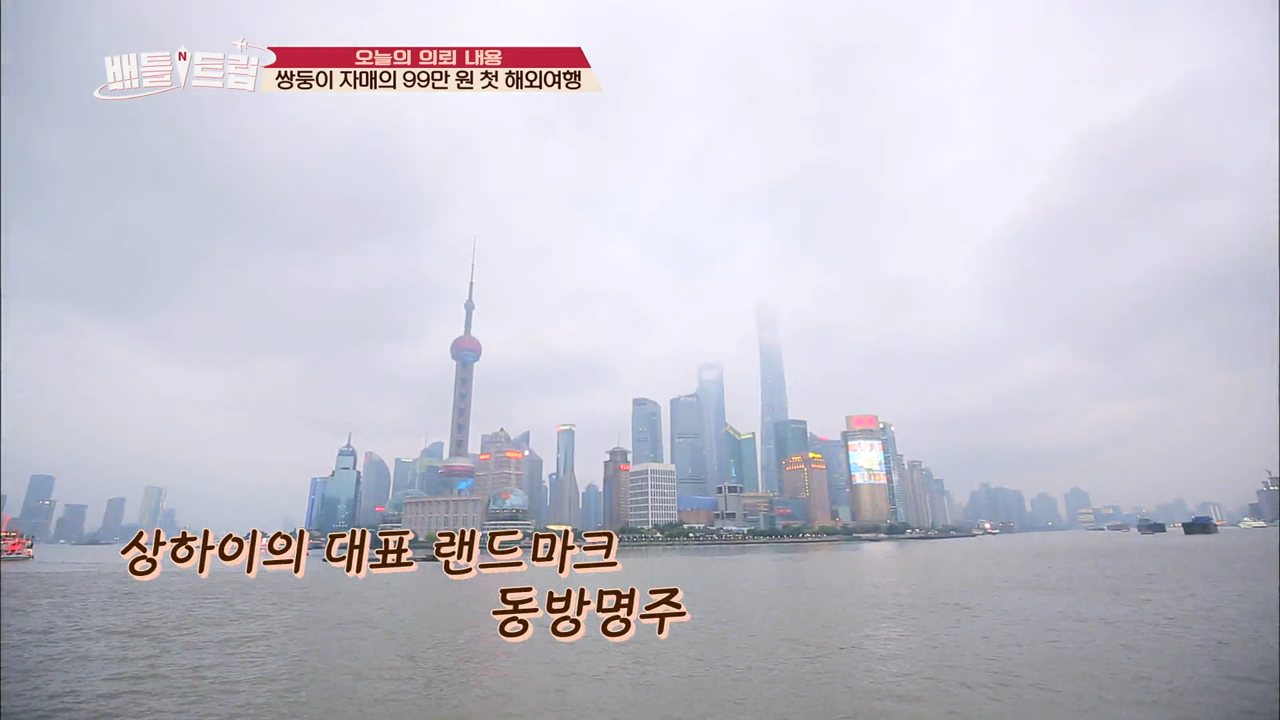 배틀트립
오늘의 의뢰 내용
쌍둥이 자매의 99만 원 첫 해외여행
상하이의 대표 랜드마크
동방명주